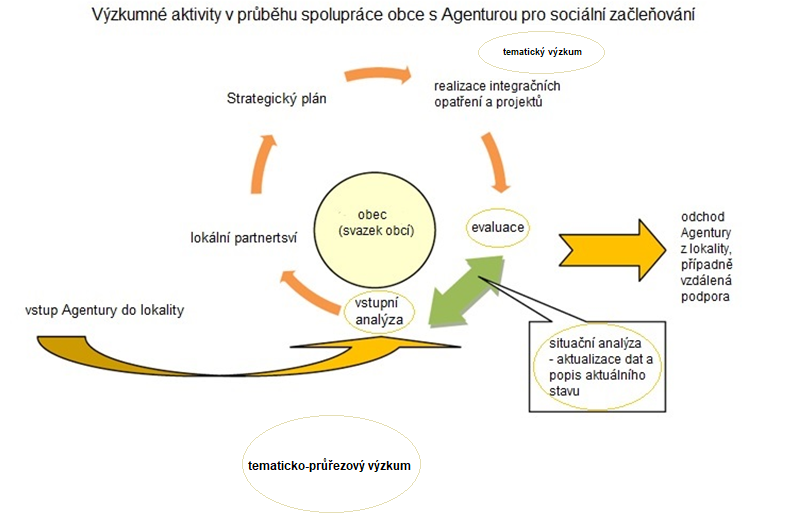 Výzkumné aktivity v průběhu spolupráce obce s Agenturou pro sociální začleňování
tematický výzkum
realizace integračních
opatření a projektů
Strategický plán
obec
(svazek obcí)
evaluace
lokální partnertsví
odchod
Agentury
z lokality,
případně
vzdálená
podpora
vstupní
analýza
vstup Agentury do lokality
situační analýza
- aktualizace dat a
popis aktuálního
stavu
tematicko-průřezový výzkum